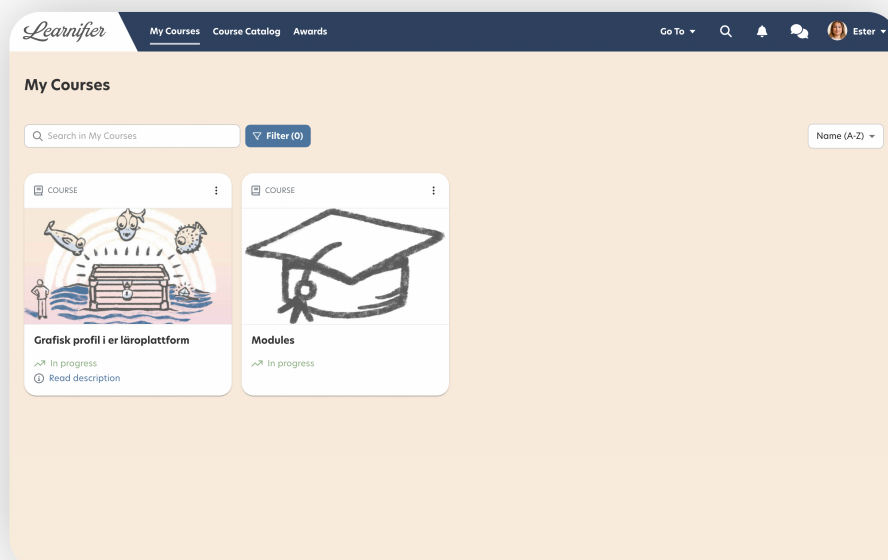 Learnifier
My Courses
Course Catalog
Awards
Go To
Ester
My Courses
Search in My Courses
Filter (0)
Name (A-Z)
COURSE
COURSE
Grafisk profil i er läroplattform
In progress
Read description
Modules
In progress